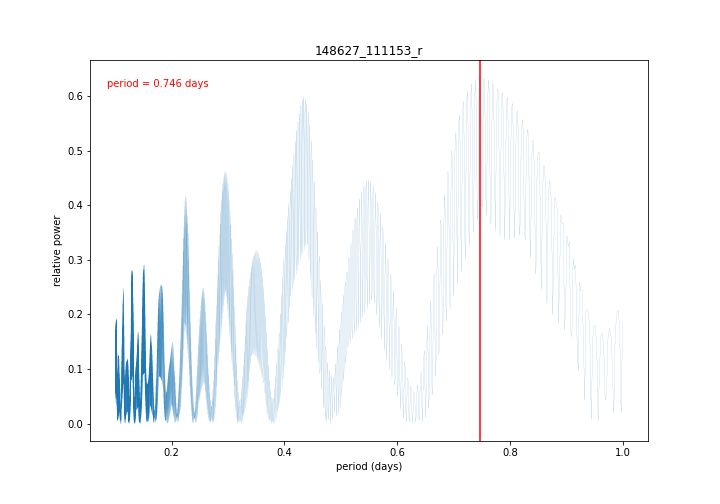 148627_111153_r
period = 0.746 days
relative power
0.6
0.5
0.4
0.3
0.2
0.1
0.0
0.2 0.4 0.6 0.8 1.0
period (days)